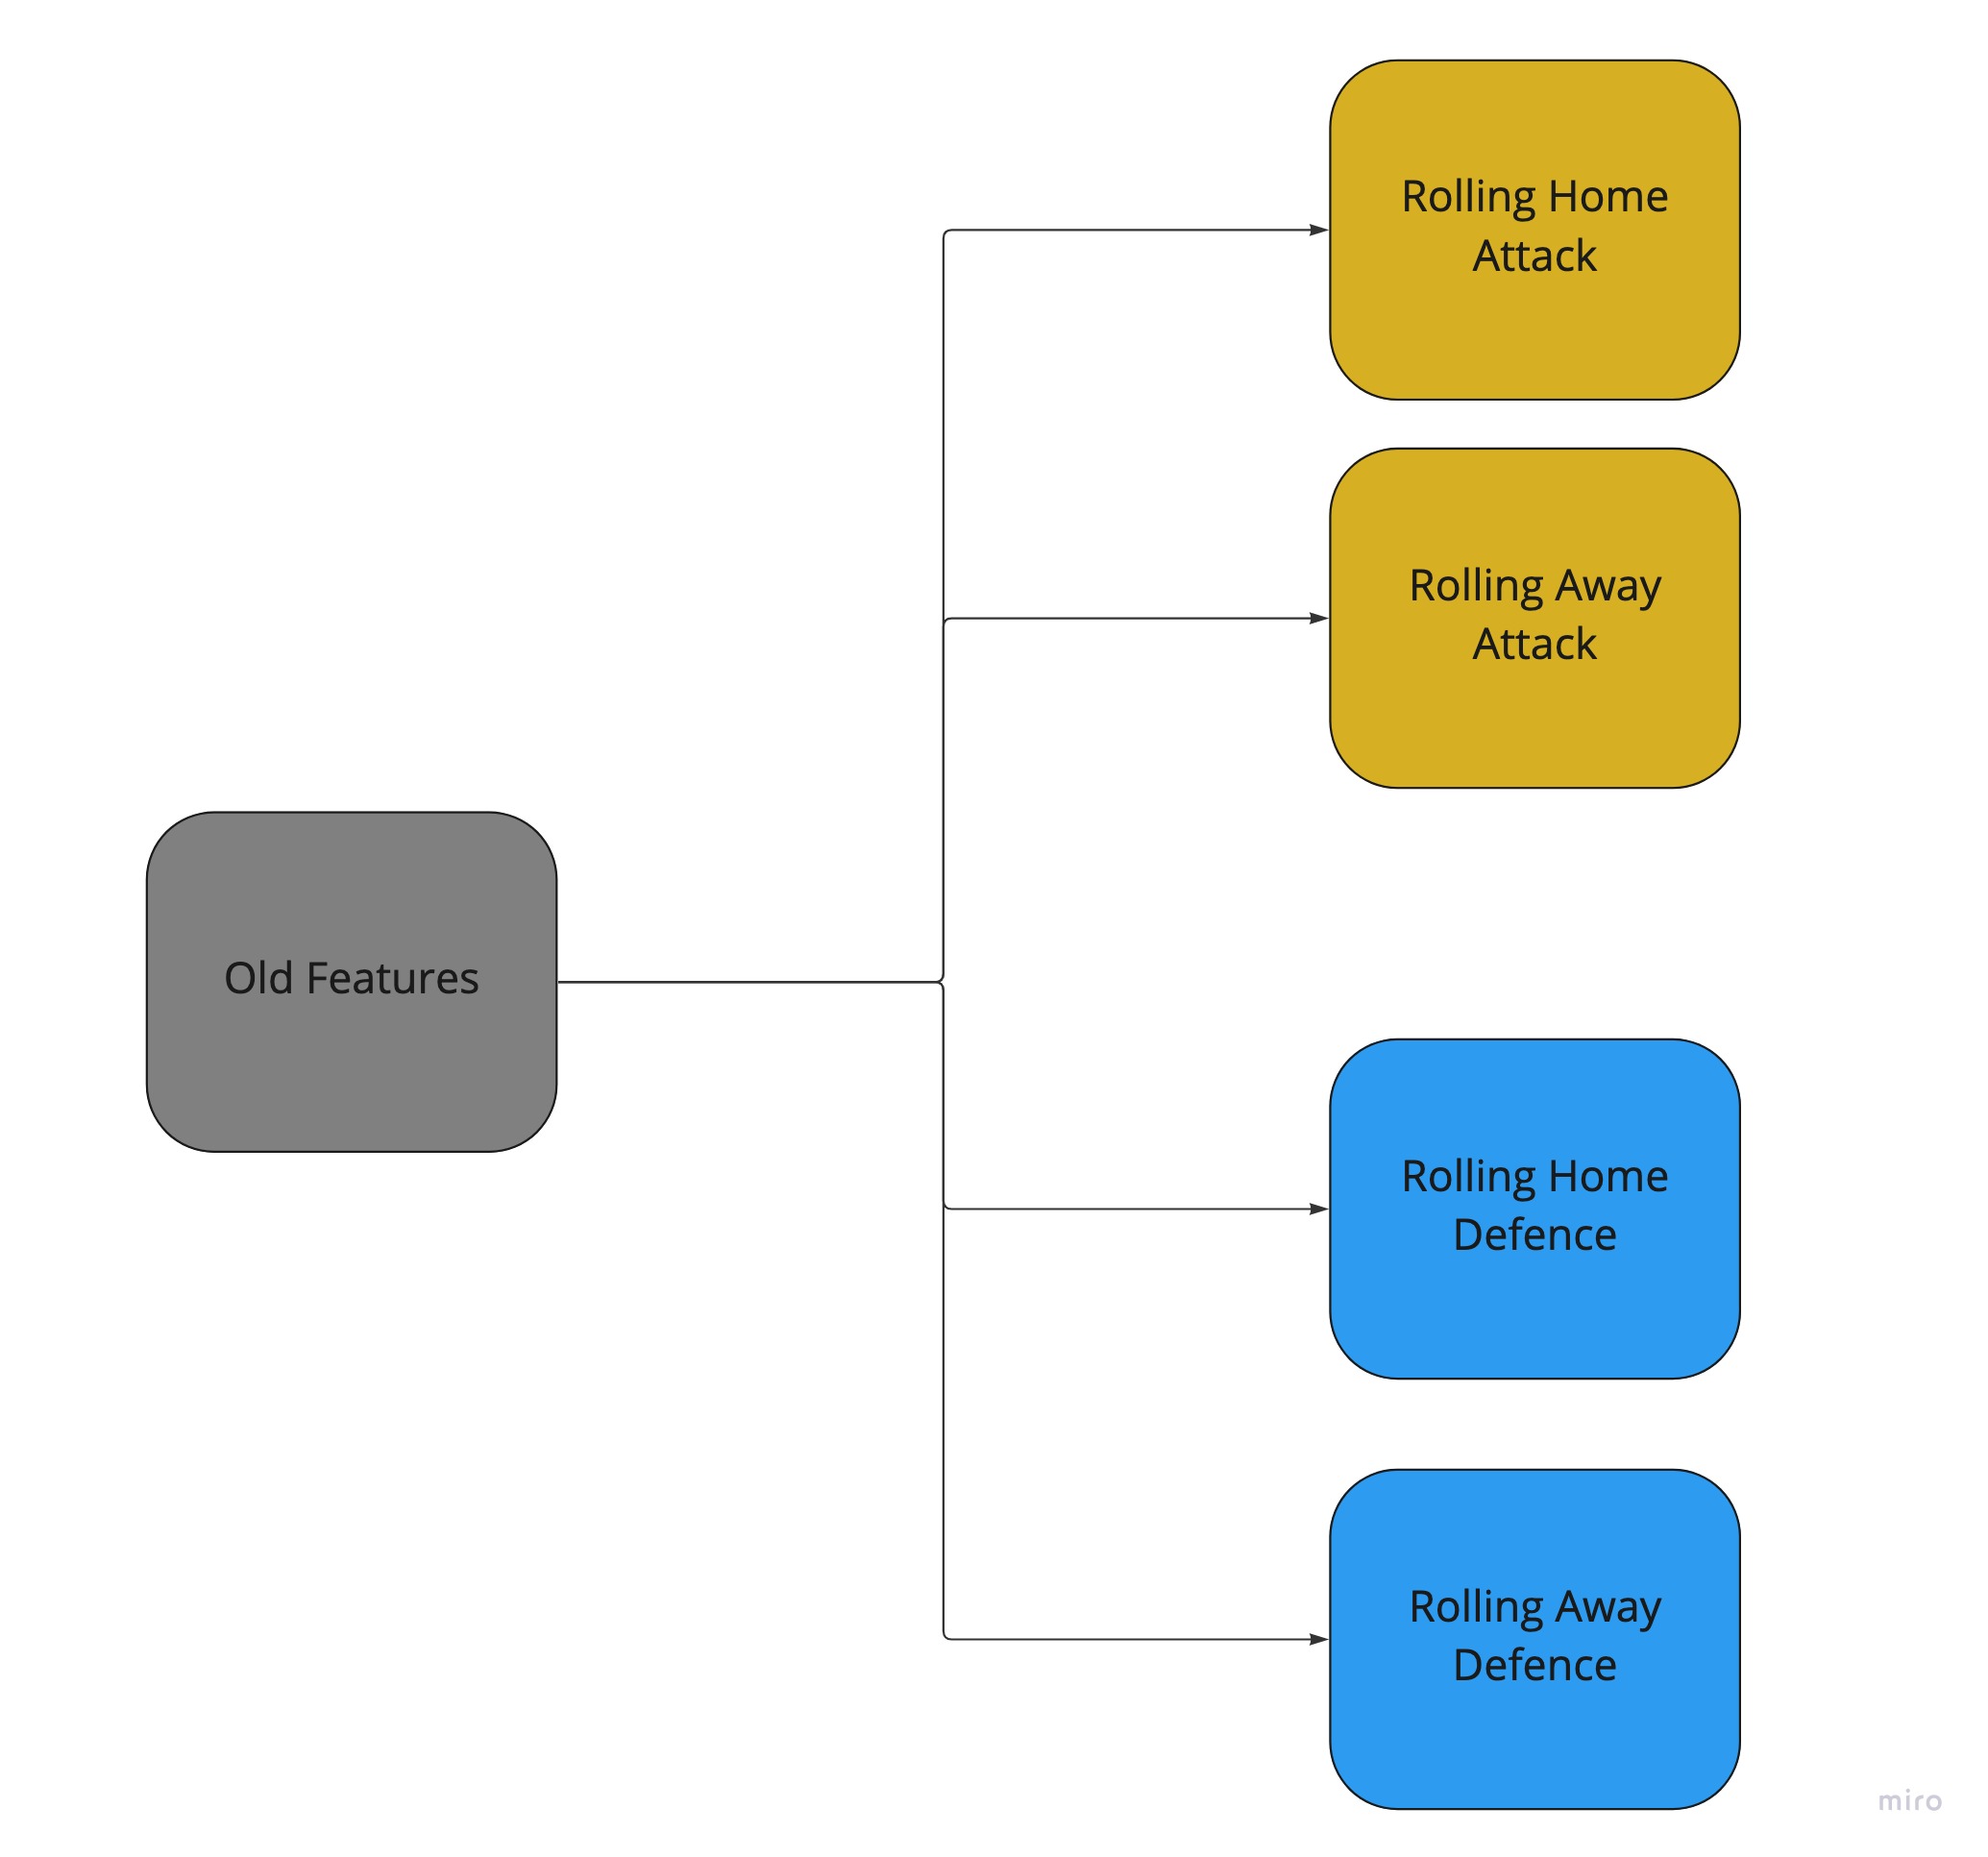 Rolling Home
Attack
Rolling Away
Attack
Old Features
Rolling Home
Defence
Rolling Away
Defence
miro